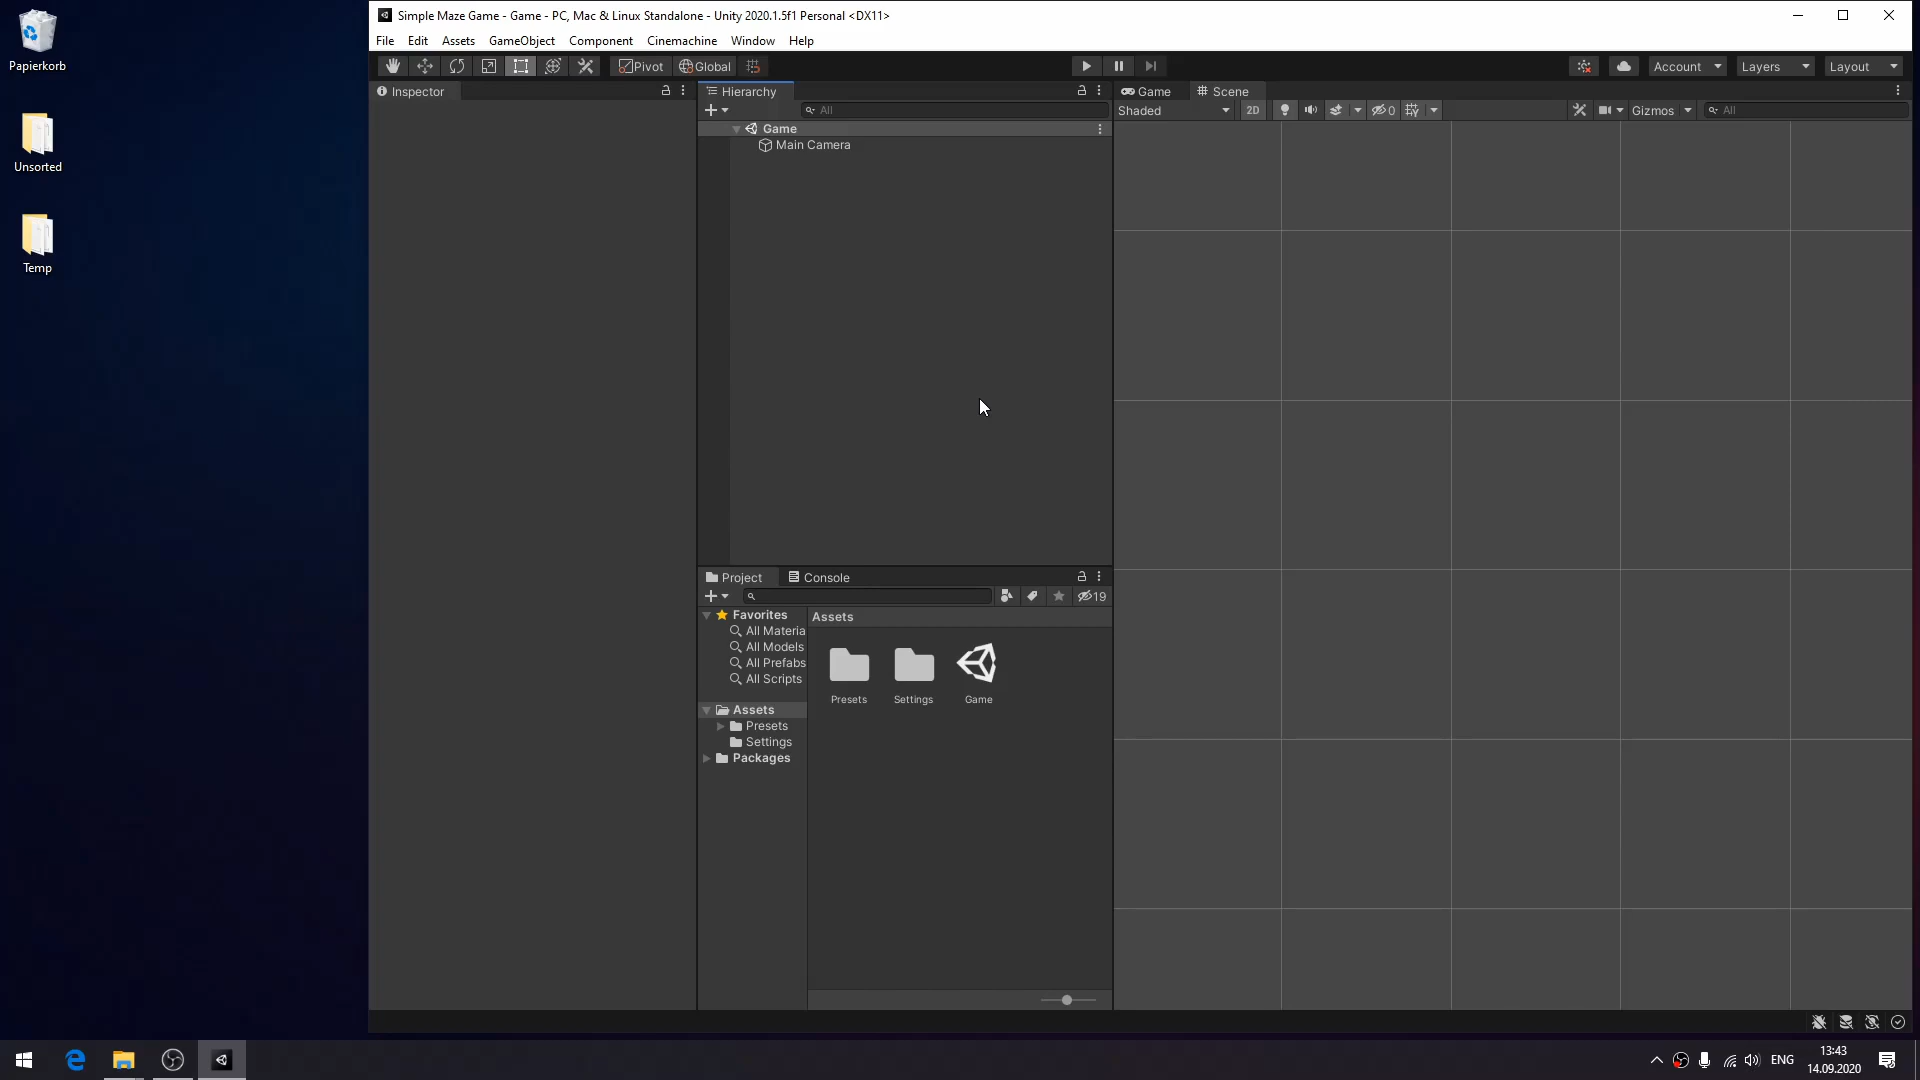 Papierkorb
Unsorted
Temp
Simple Maze Game - Game - PC, Mac & Linux Standalone - Unity 2020.1.5f1 Personal <DX11>
File Edit Assets GameObject Component Cinemachine Window Help
Pivot Global
Account Layers Layout
Inspector
Hierarchy
All
Game
Main Camera
Game Scene
Shaded 2D 0 Gizmos All
Project Console
19
Favorites
All Materia
All Models
All Prefabs
All Scripts
Assets
Presets
Settings
Packages
Assets
Presets Settings Game
ENG
13:43
14.09.2020